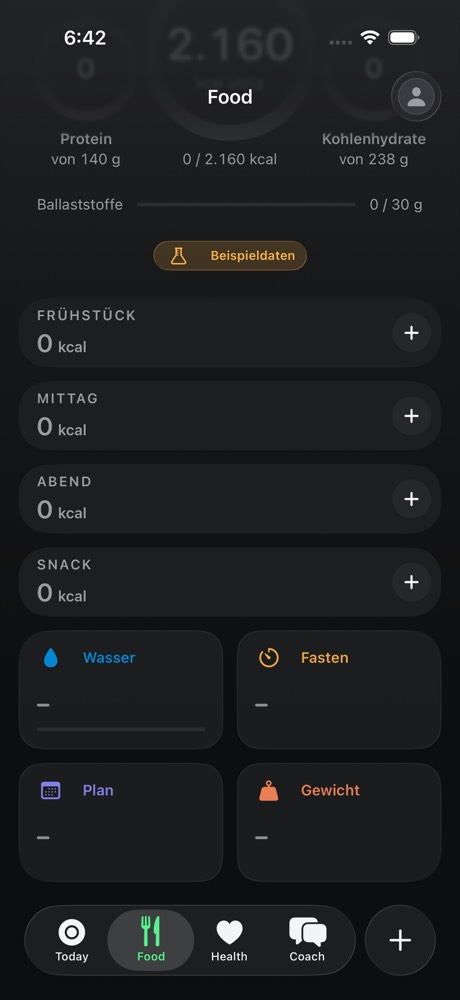 6:42
0
2.160
0
Food
Protein
von 140 g
0 / 2.160 kcal
Kohlenhydrate
von 238 g
Ballaststoffe
0 / 30 g
Beispieldaten
FRÜHSTÜCK
0 kcal
MITTAG
0 kcal
ABEND
0 kcal
SNACK
0 kcal
Wasser
–
Fasten
–
Plan
–
Gewicht
–
Today
Food
Health
Coach